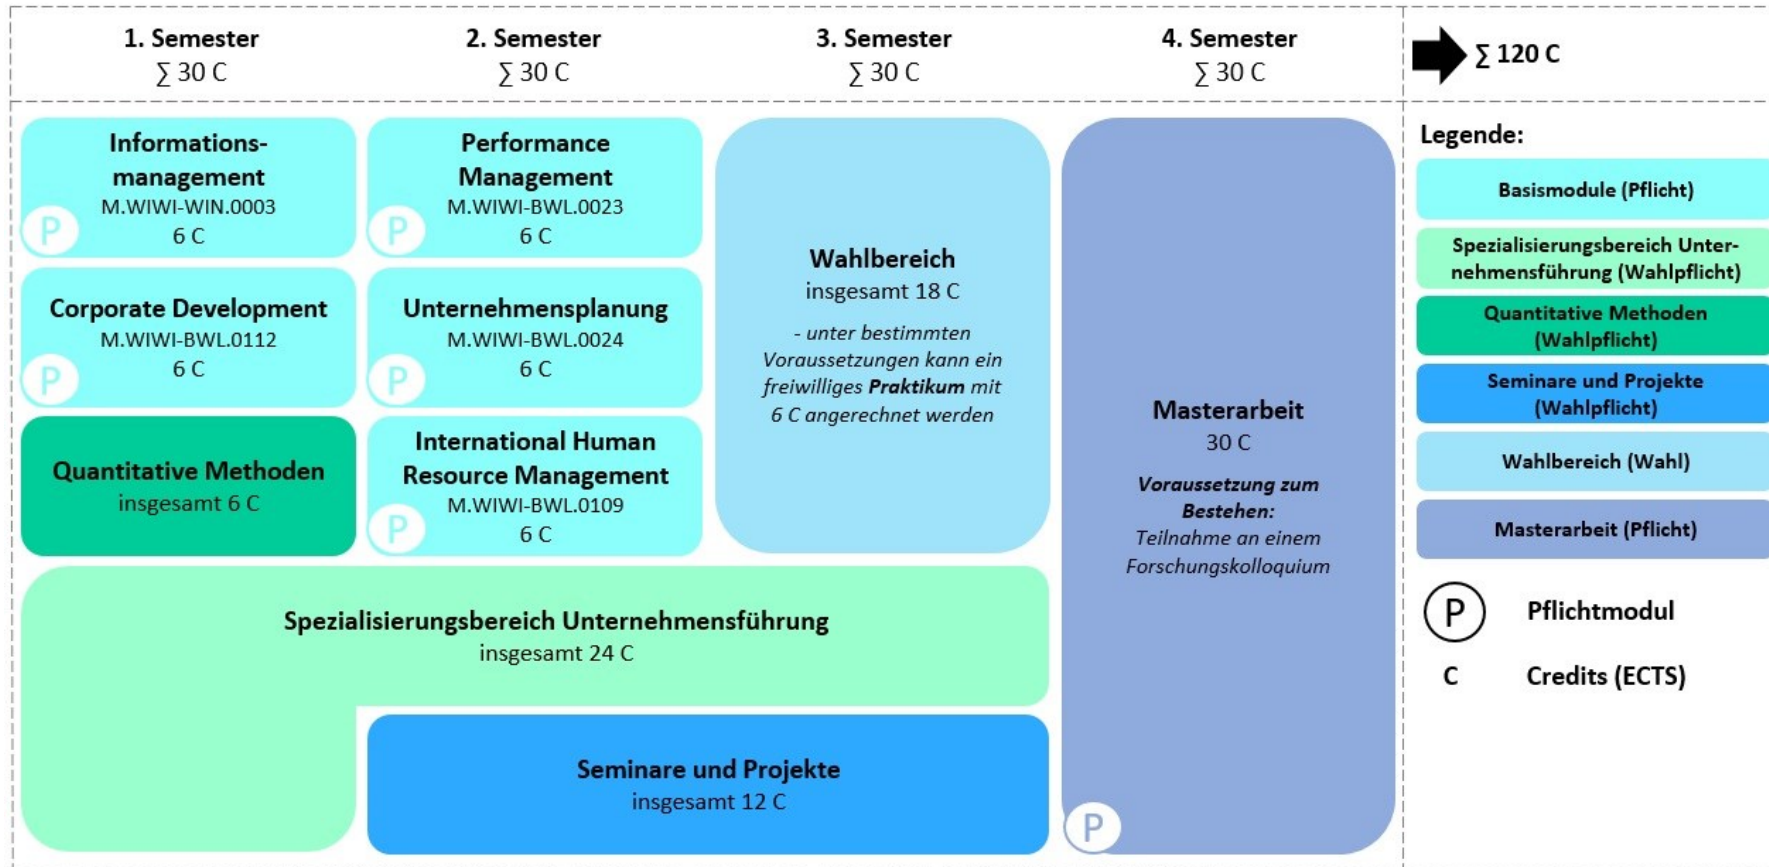 1. Semester
∑ 30 C
2. Semester
∑ 30 C
3. Semester
∑ 30 C
4. Semester
∑ 30 C
∑ 120 C
Informations-
management
M.WIWI-WIN.0003
6 C
P
Corporate Development
M.WIWI-BWL.0112
6 C
P
Quantitative Methoden
insgesamt 6 C
Performance
Management
M.WIWI-BWL.0023
6 C
P
Unternehmensplanung
M.WIWI-BWL.0024
6 C
P
International Human
Resource Management
M.WIWI-BWL.0109
6 C
P
Wahlbereich
insgesamt 18 C
- unter bestimmten
Voraussetzungen kann ein
freiwilliges Praktikum mit
6 C angerechnet werden
Spezialisierungsbereich Unternehmensführung
insgesamt 24 C
Seminare und Projekte
insgesamt 12 C
Masterarbeit
30 C
Voraussetzung zum
Bestehen:
Teilnahme an einem
Forschungskolloquium
P
Legende:
Basismodule (Pflicht)
Spezialisierungsbereich Unter-
nehmensführung (Wahlpflicht)
Quantitative Methoden
(Wahlpflicht)
Seminare und Projekte
(Wahlpflicht)
Wahlbereich (Wahl)
Masterarbeit (Pflicht)
P Pflichtmodul
C Credits (ECTS)